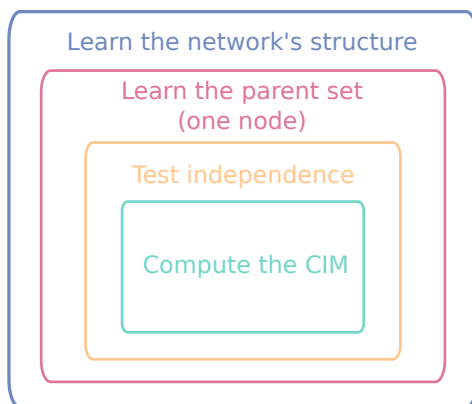 Learn the network's structure
Learn the parent set
(one node)
Test independence
Compute the CIM